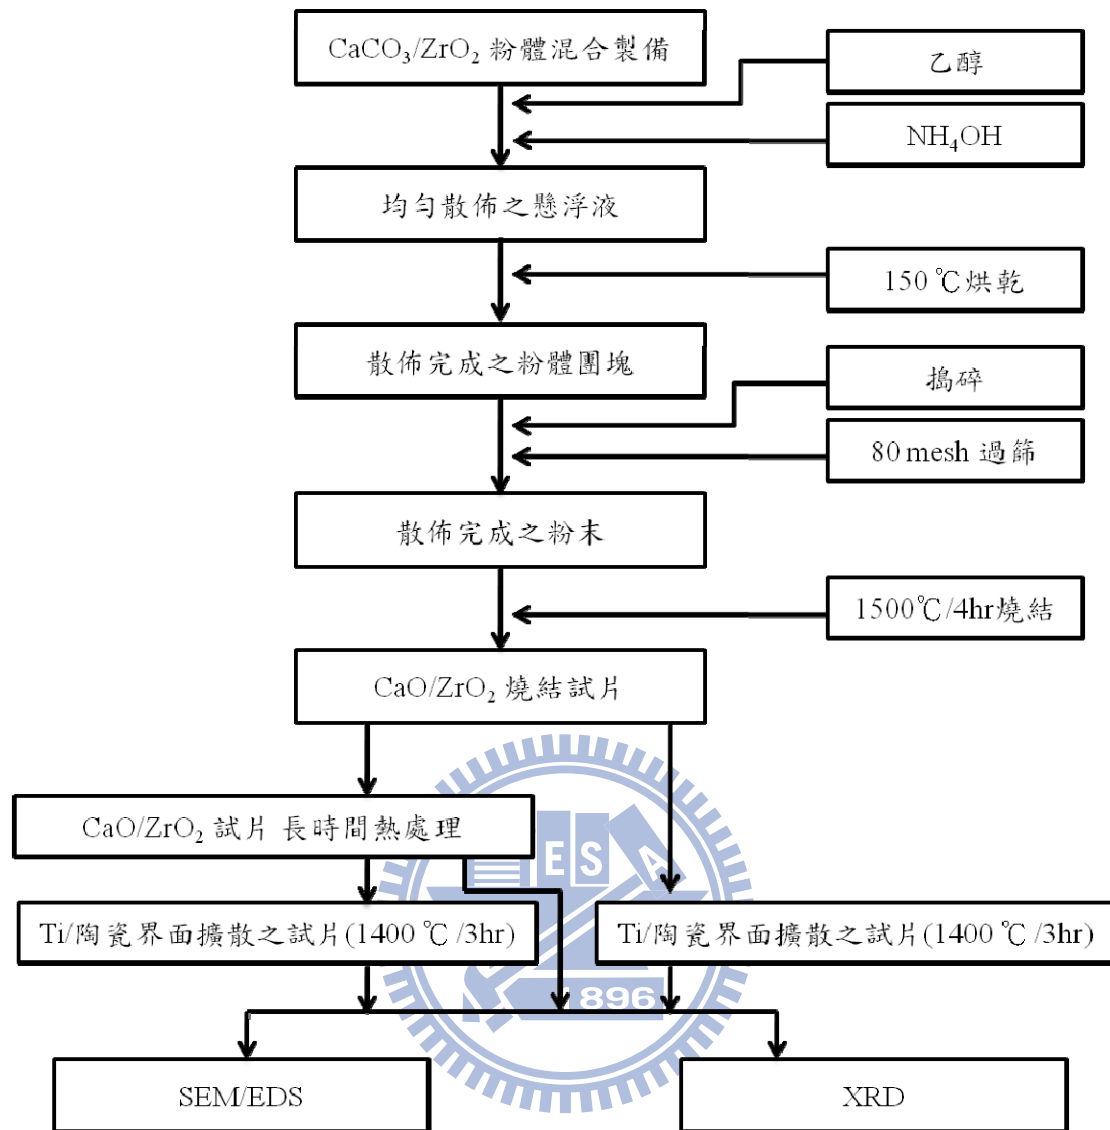 CaCO₃/ZrO₂ 粉體混合製備
乙醇
NH₄OH
均勻散佈之懸浮液
150 ℃烘乾
散佈完成之粉體團塊
搗碎
80 mesh 過篩
散佈完成之粉末
1500℃/4hr燒結
CaO/ZrO₂ 燒結試片
CaO/ZrO₂ 試片 長時間熱處理
ESA
Ti/陶瓷界面擴散之試片(1400 ℃/3hr)
Ti/陶瓷界面擴散之試片(1400 ℃/3hr)
1896
SEM/EDS
XRD